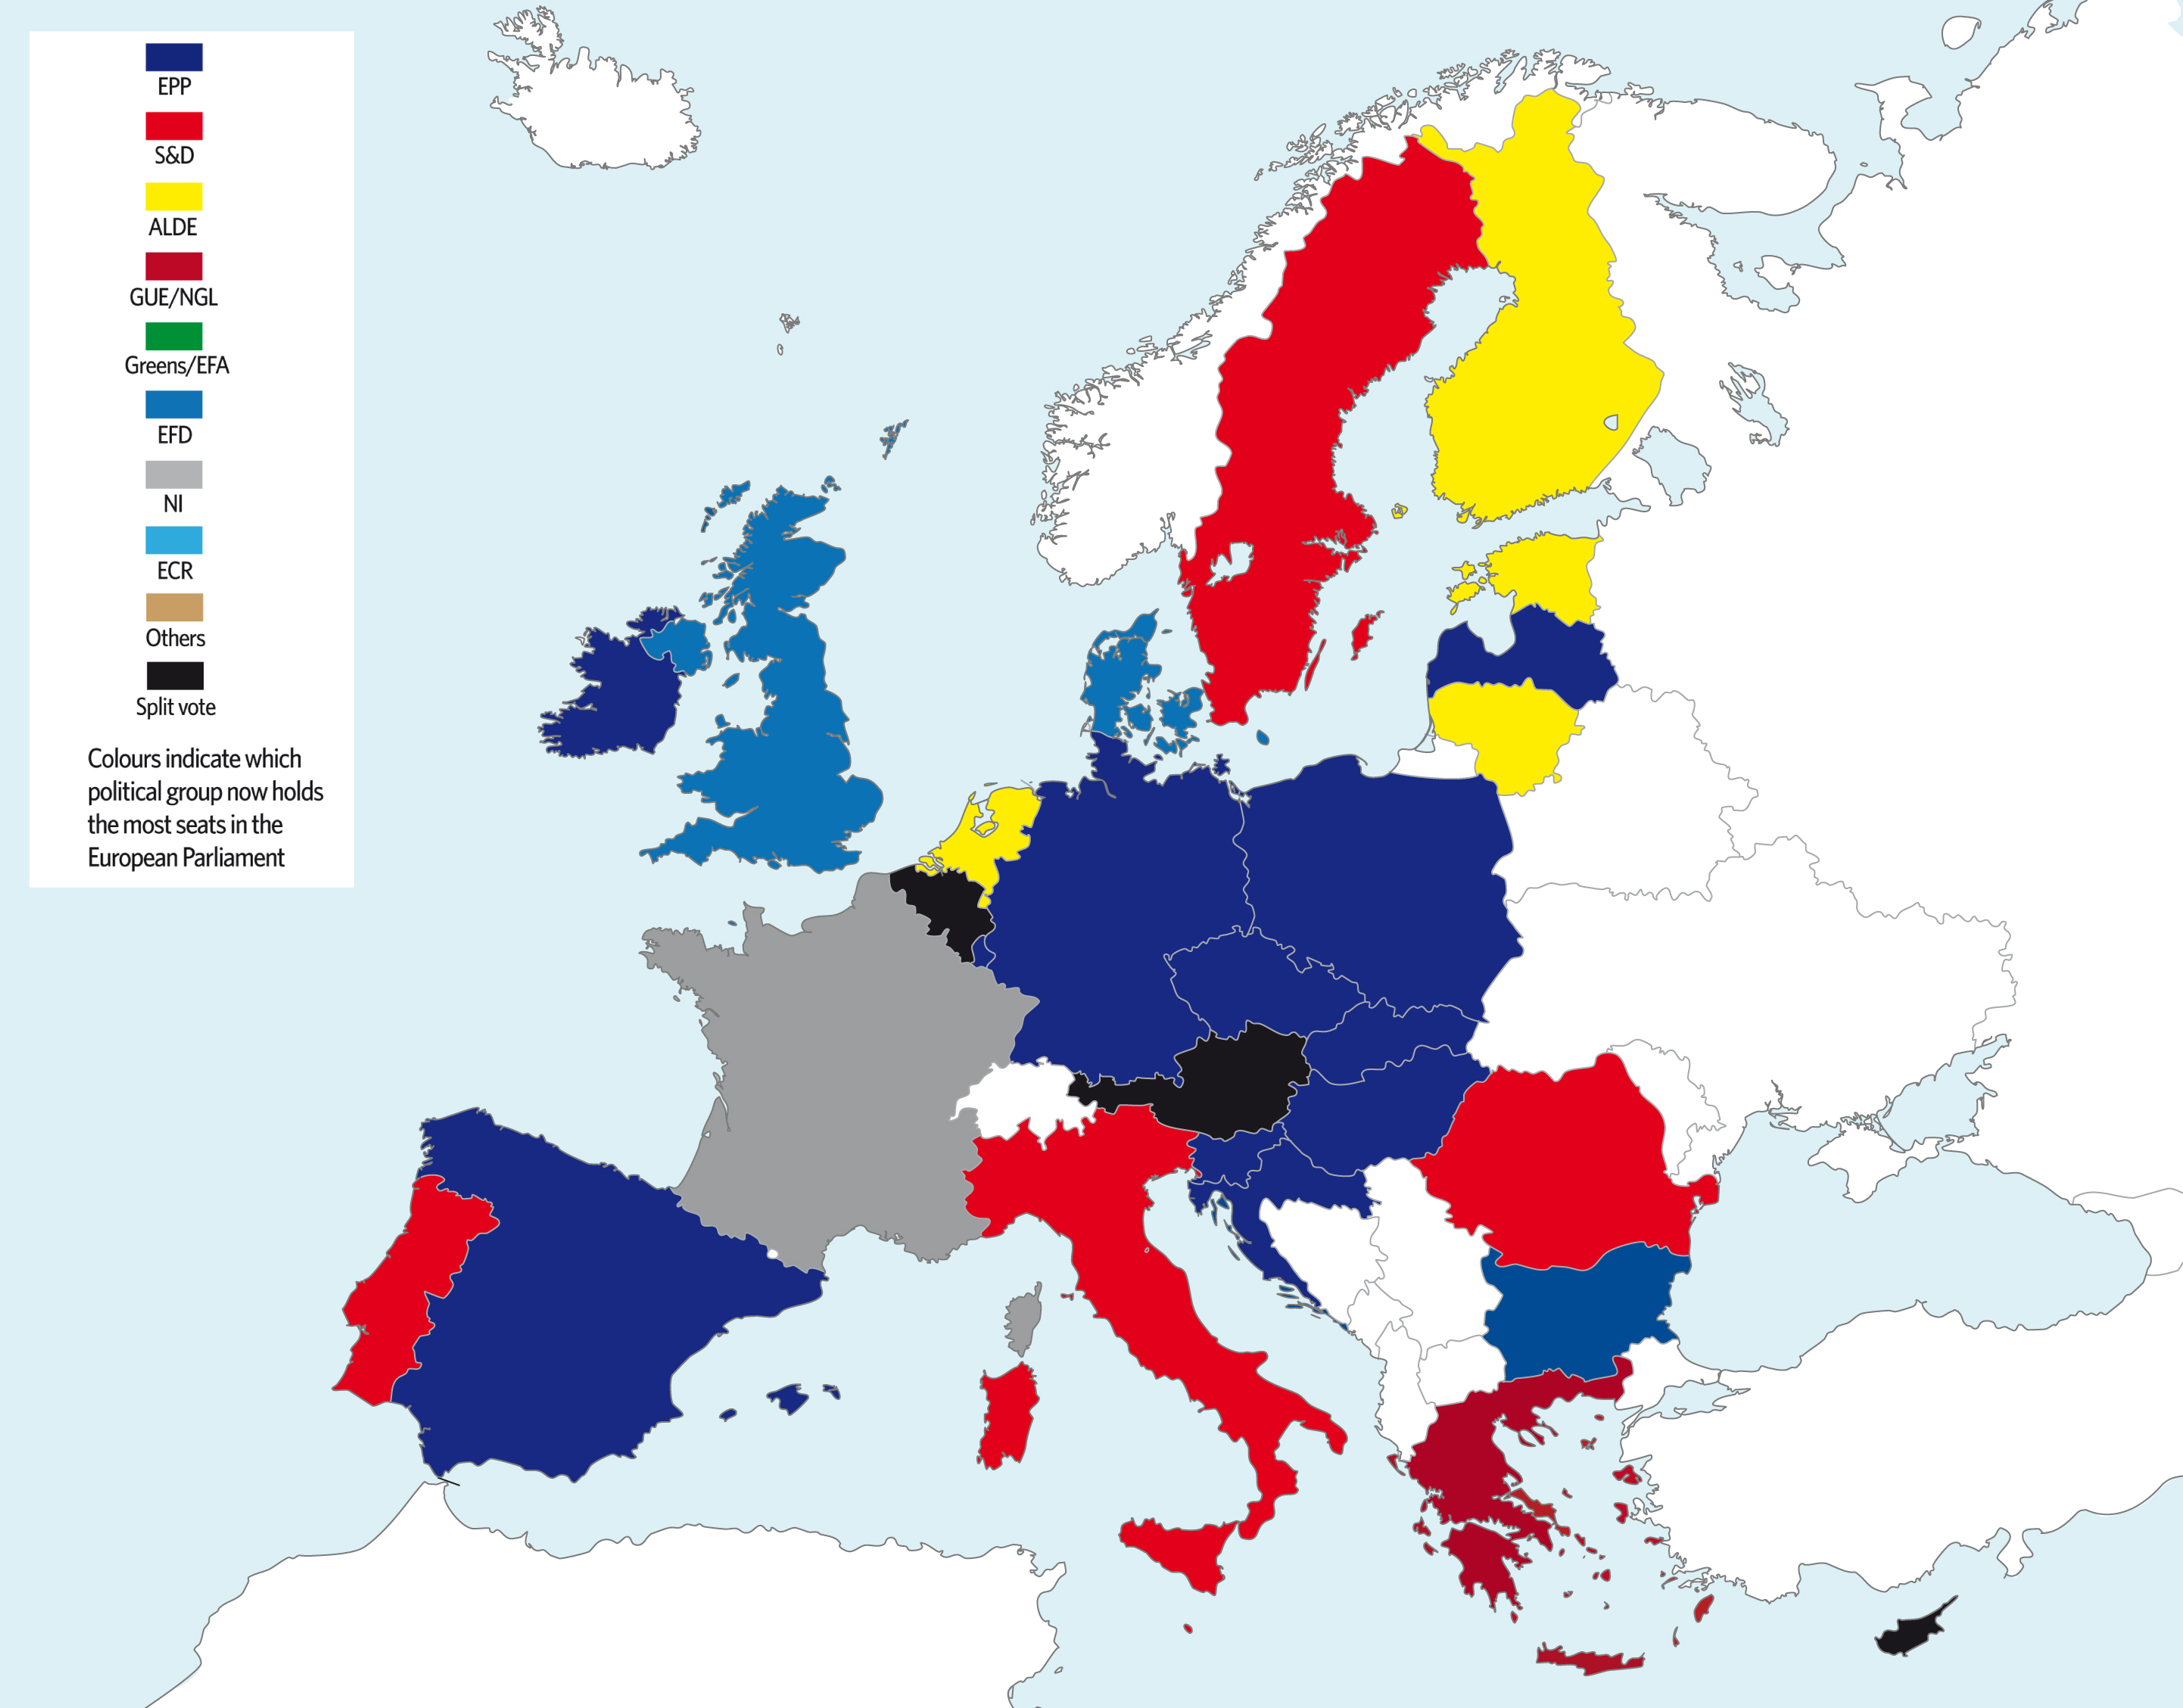 EPP
S&D
ALDE
GUE/NGL
Greens/EFA
EFD
NI
ECR
Others
Split vote
Colours indicate which
political group now holds
the most seats in the
European Parliament